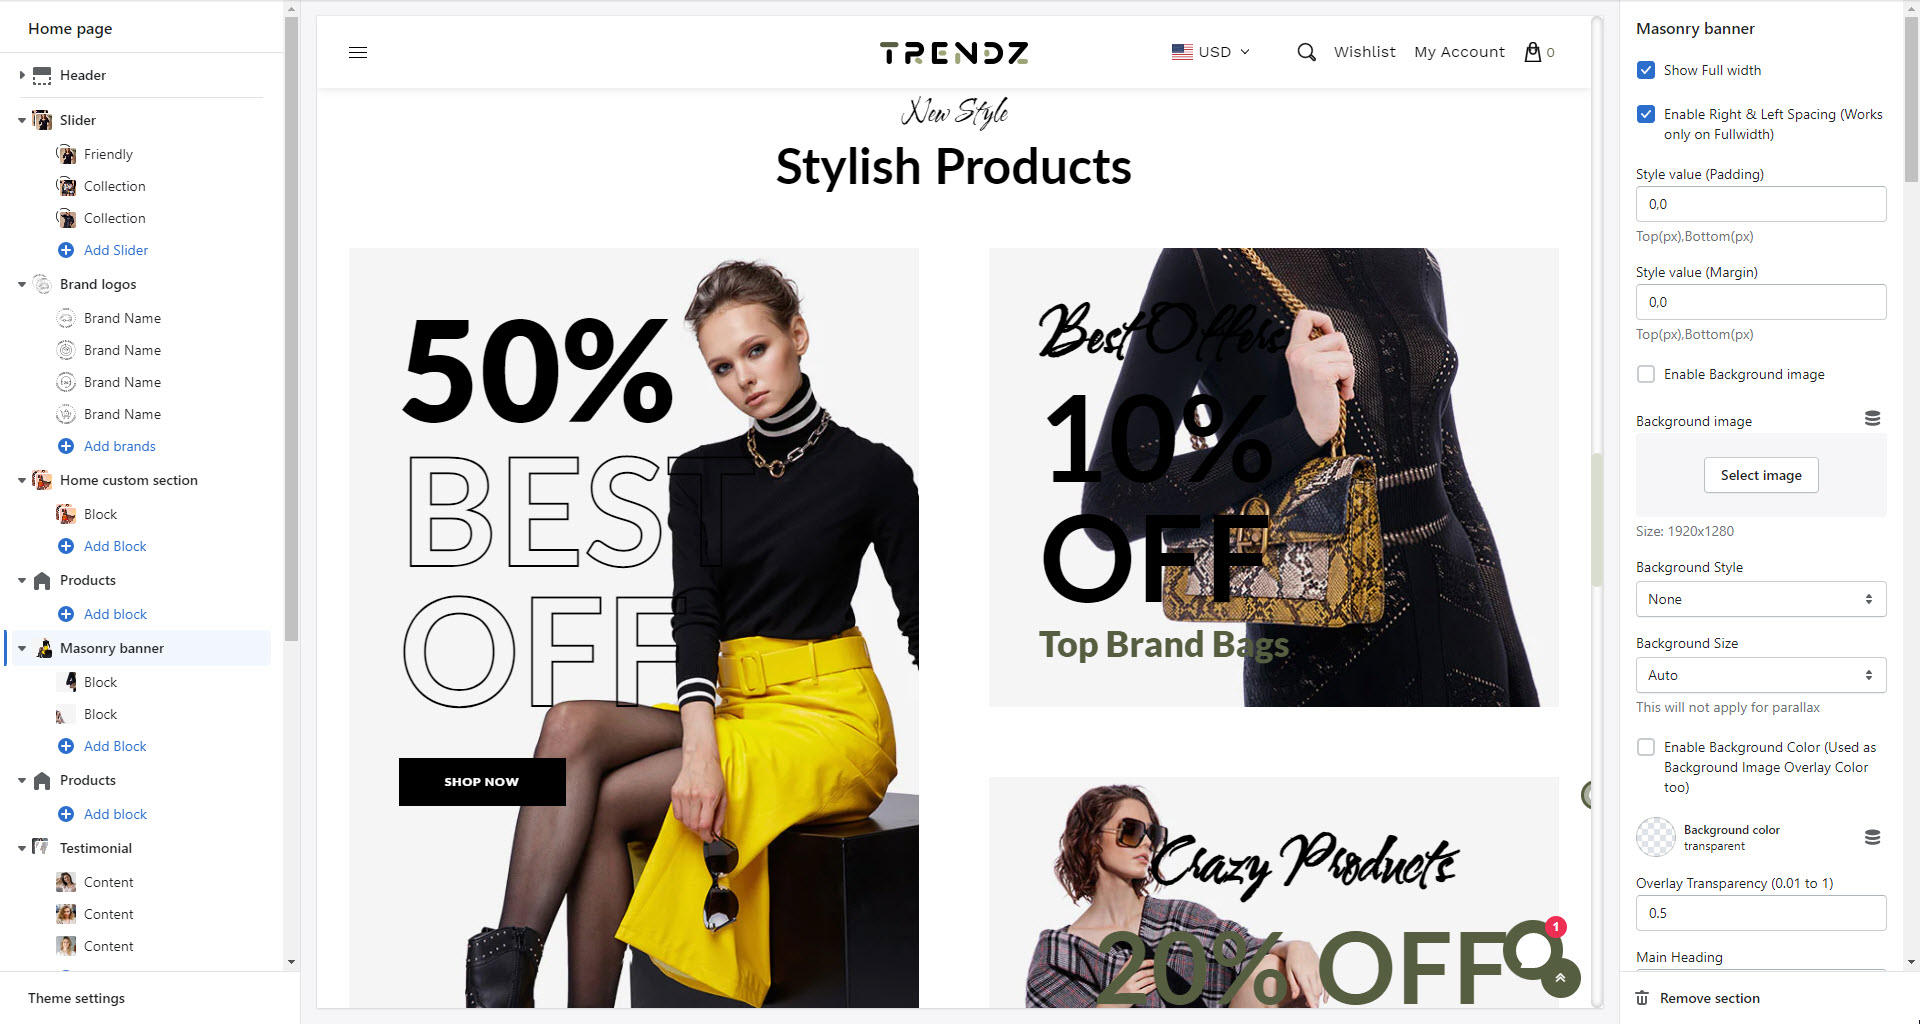 Home page
Header
Slider
Friendly
Collection
Collection
Add Slider
Brand logos
Brand Name
Brand Name
Brand Name
Brand Name
Add brands
Home custom section
Block
Add Block
Products
Add block
Masonry banner
Block
Block
Add Block
Products
Add block
Testimonial
Content
Content
Content
Theme settings
TRENDZ
USD
Wishlist
My Account
0
New Style
Stylish Products
50%
BEST
OFF
SHOP NOW
Best Offers
10%
OFF
Top Brand Bags
Crazy Products
20% OFF
1
Masonry banner
Show Full width
Enable Right & Left Spacing (Works
only on Fullwidth)
Style value (Padding)
0,0
Top(px),Bottom(px)
Style value (Margin)
0,0
Top(px),Bottom(px)
Enable Background image
Background image
Select image
Size: 1920x1280
Background Style
None
Background Size
Auto
This will not apply for parallax
Enable Background Color (Used as
Background Image Overlay Color
too)
Background color
transparent
Overlay Transparency (0.01 to 1)
0.5
Main Heading
Remove section